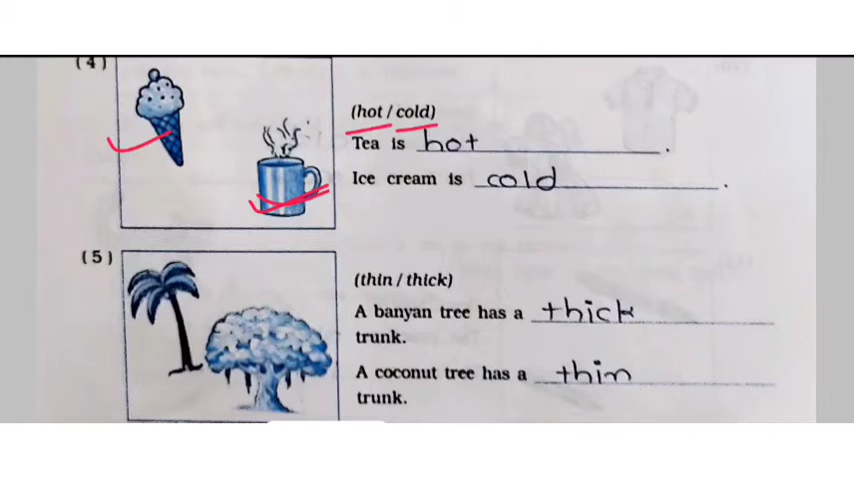 (4)
(hot / cold)
Tea is hot.
Ice cream is cold.
(5)
(thin / thick)
A banyan tree has a thick
trunk.
A coconut tree has a thin
trunk.